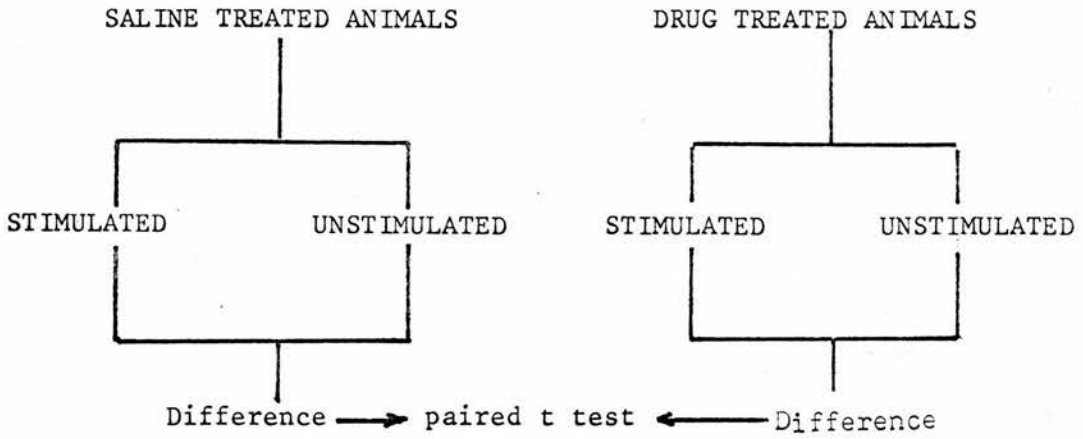 SALINE TREATED ANIMALS DRUG TREATED ANIMALS
STIMULATED UNSTIMULATED STIMULATED UNSTIMULATED
Difference paired t test Difference